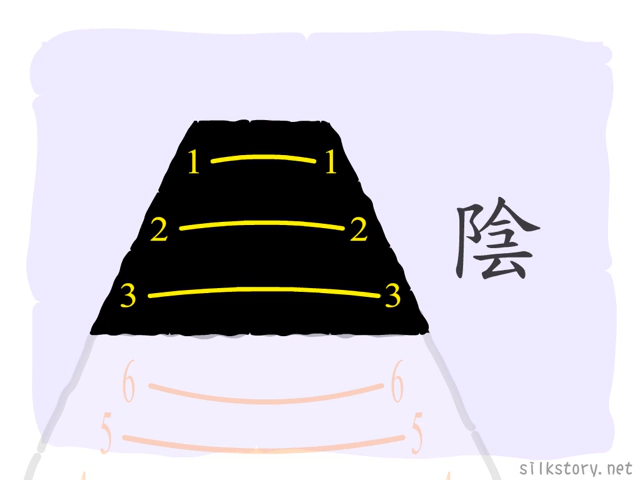 1 1
2 2
陰
3 3
6 6
5 5
silkstory.net